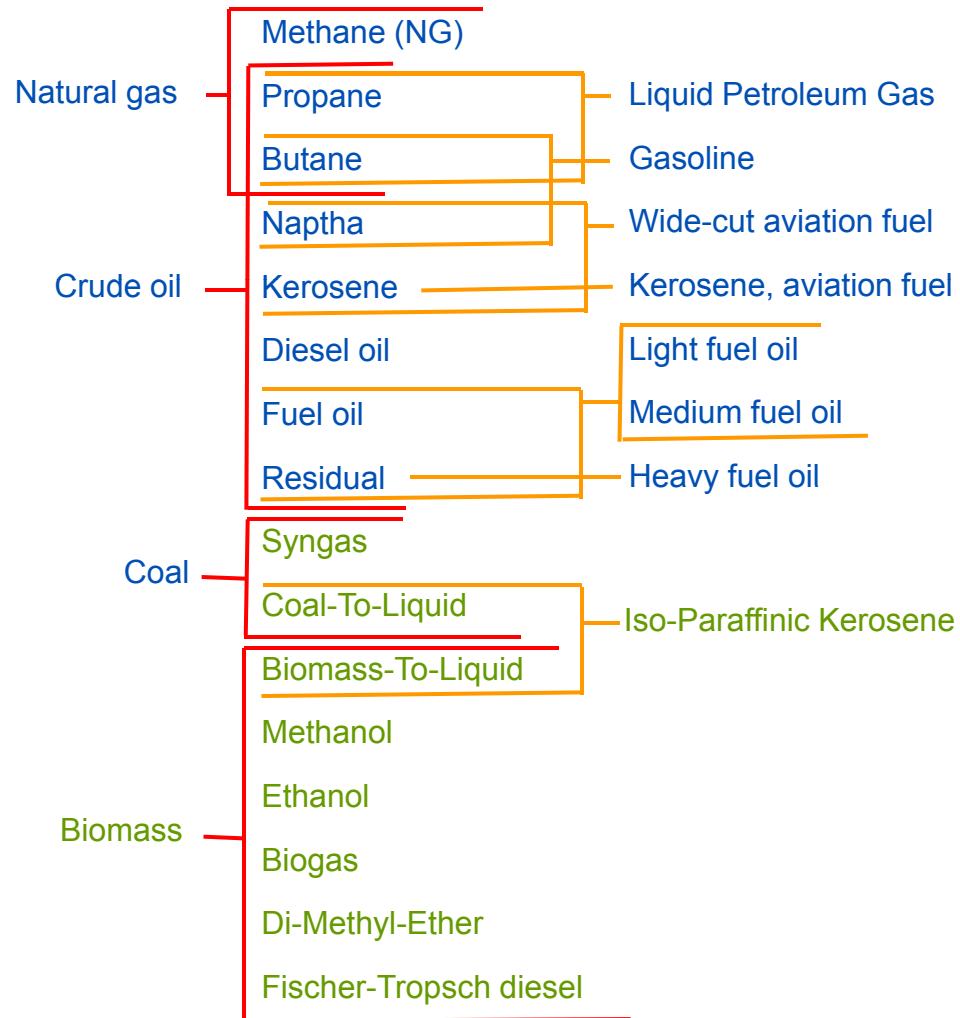 Methane (NG)
Natural gas
Propane
Liquid Petroleum Gas
Butane
Gasoline
Naptha
Wide-cut aviation fuel
Crude oil
Kerosene
Kerosene, aviation fuel
Diesel oil
Light fuel oil
Fuel oil
Medium fuel oil
Residual
Heavy fuel oil
Syngas
Coal
Coal-To-Liquid
Iso-Paraffinic Kerosene
Biomass-To-Liquid
Methanol
Ethanol
Biomass
Biogas
Di-Methyl-Ether
Fischer-Tropsch diesel